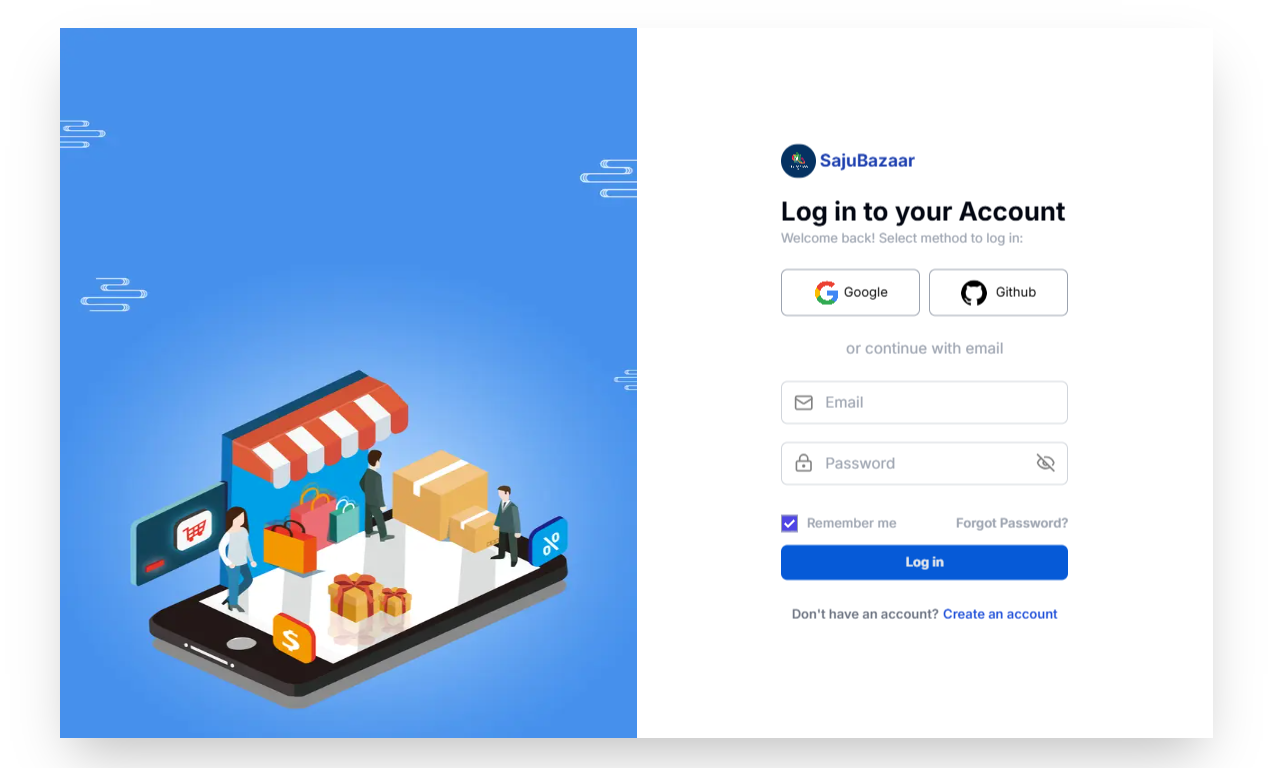 SajuBazaar
Log in to your Account
Welcome back! Select method to log in:
Google
Github
or continue with email
Email
Password
Remember me
Forgot Password?
Log in
Don't have an account? Create an account
%
$